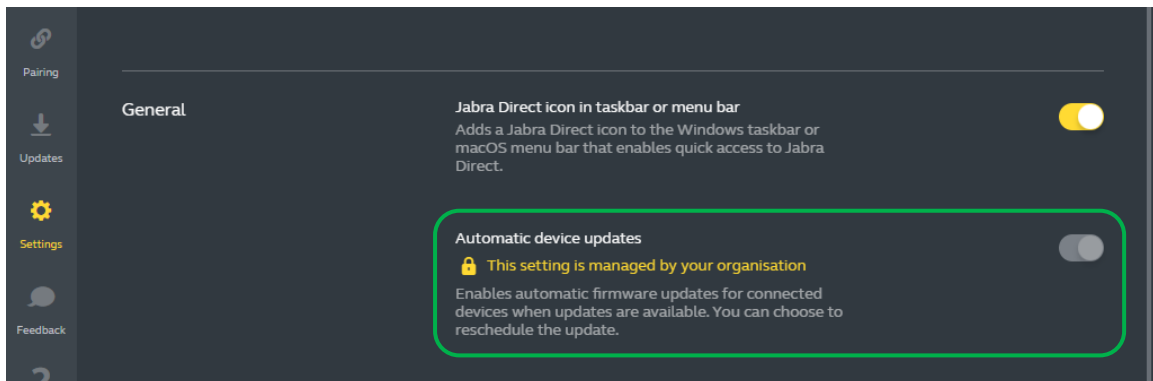 Pairing
Updates
Settings
Feedback
?
General
Jabra Direct icon in taskbar or menu bar
Adds a Jabra Direct icon to the Windows taskbar or
macOS menu bar that enables quick access to Jabra
Direct.
Automatic device updates
This setting is managed by your organisation
Enables automatic firmware updates for connected
devices when updates are available. You can choose to
reschedule the update.